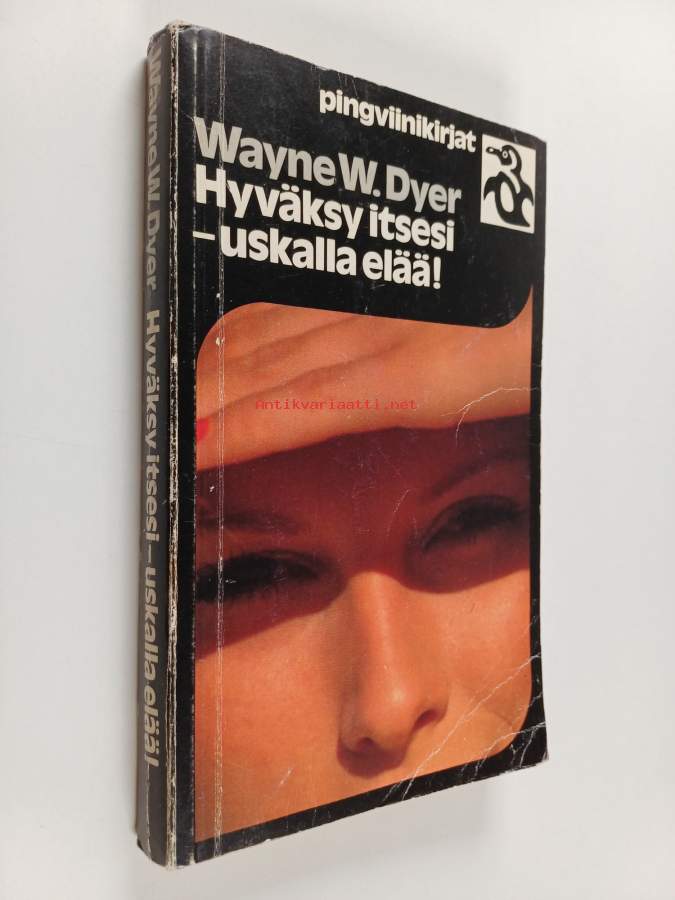 pingviinikirjat
Wayne W. Dyer
Hyväksy itsesi
–uskalla elää!
Antikvariaatti.net
Wayne W. Dyer Hyväksy itsesi – uskalla elää!